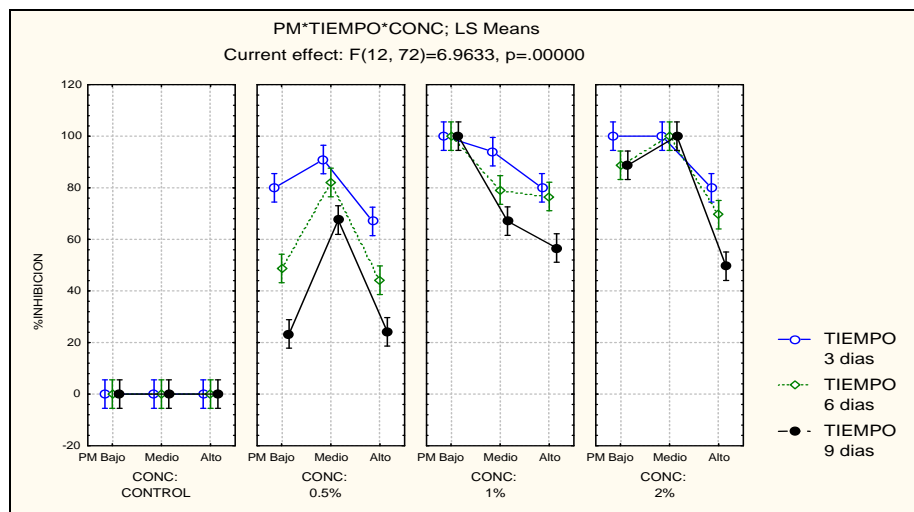 PM*TIEMPO*CONC; LS Means
Current effect: F(12, 72)=6.9633, p=.00000
%INHIBICION
120
100
80
60
40
20
0
-20
PM Bajo Medio Alto
CONC:
CONTROL
PM Bajo Medio Alto
CONC:
0.5%
PM Bajo Medio Alto
CONC:
1%
PM Bajo Medio Alto
CONC:
2%
TIEMPO
3 dias
TIEMPO
6 dias
TIEMPO
9 dias